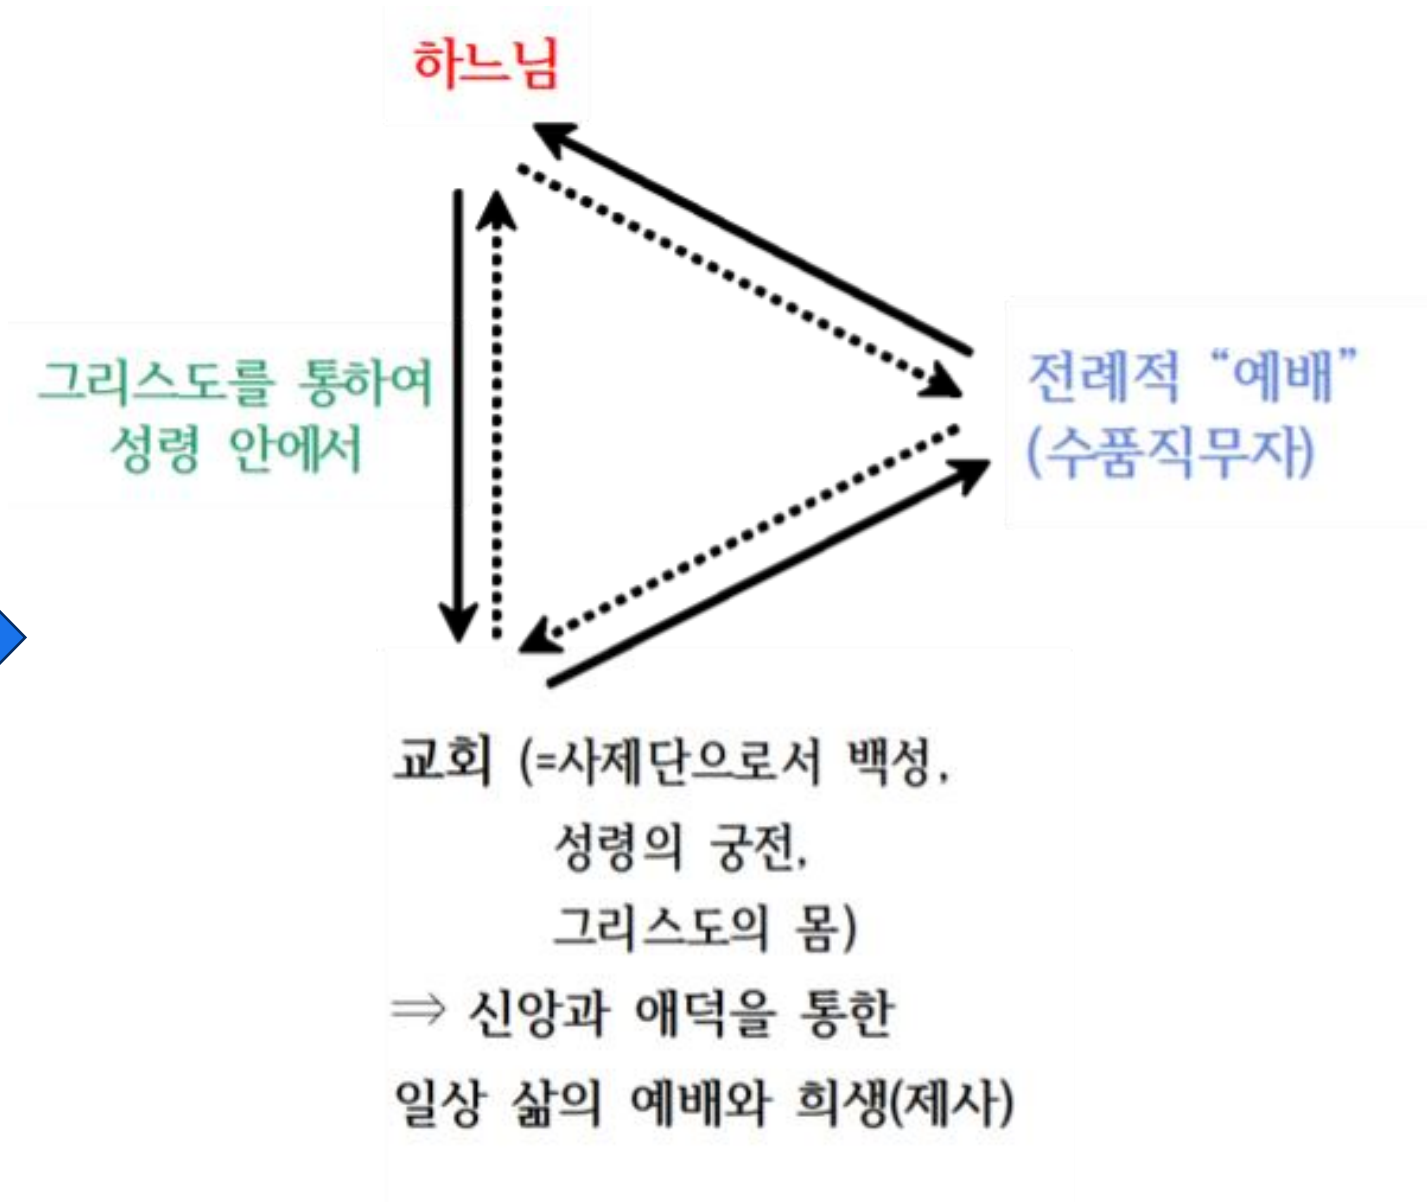 하느님
그리스도를 통하여
성령 안에서
전례적 “예배”
(수품직무자)
교회 (=사제단으로서 백성,
성령의 궁전,
그리스도의 몸)
⇒ 신앙과 애덕을 통한
일상 삶의 예배와 희생(제사)